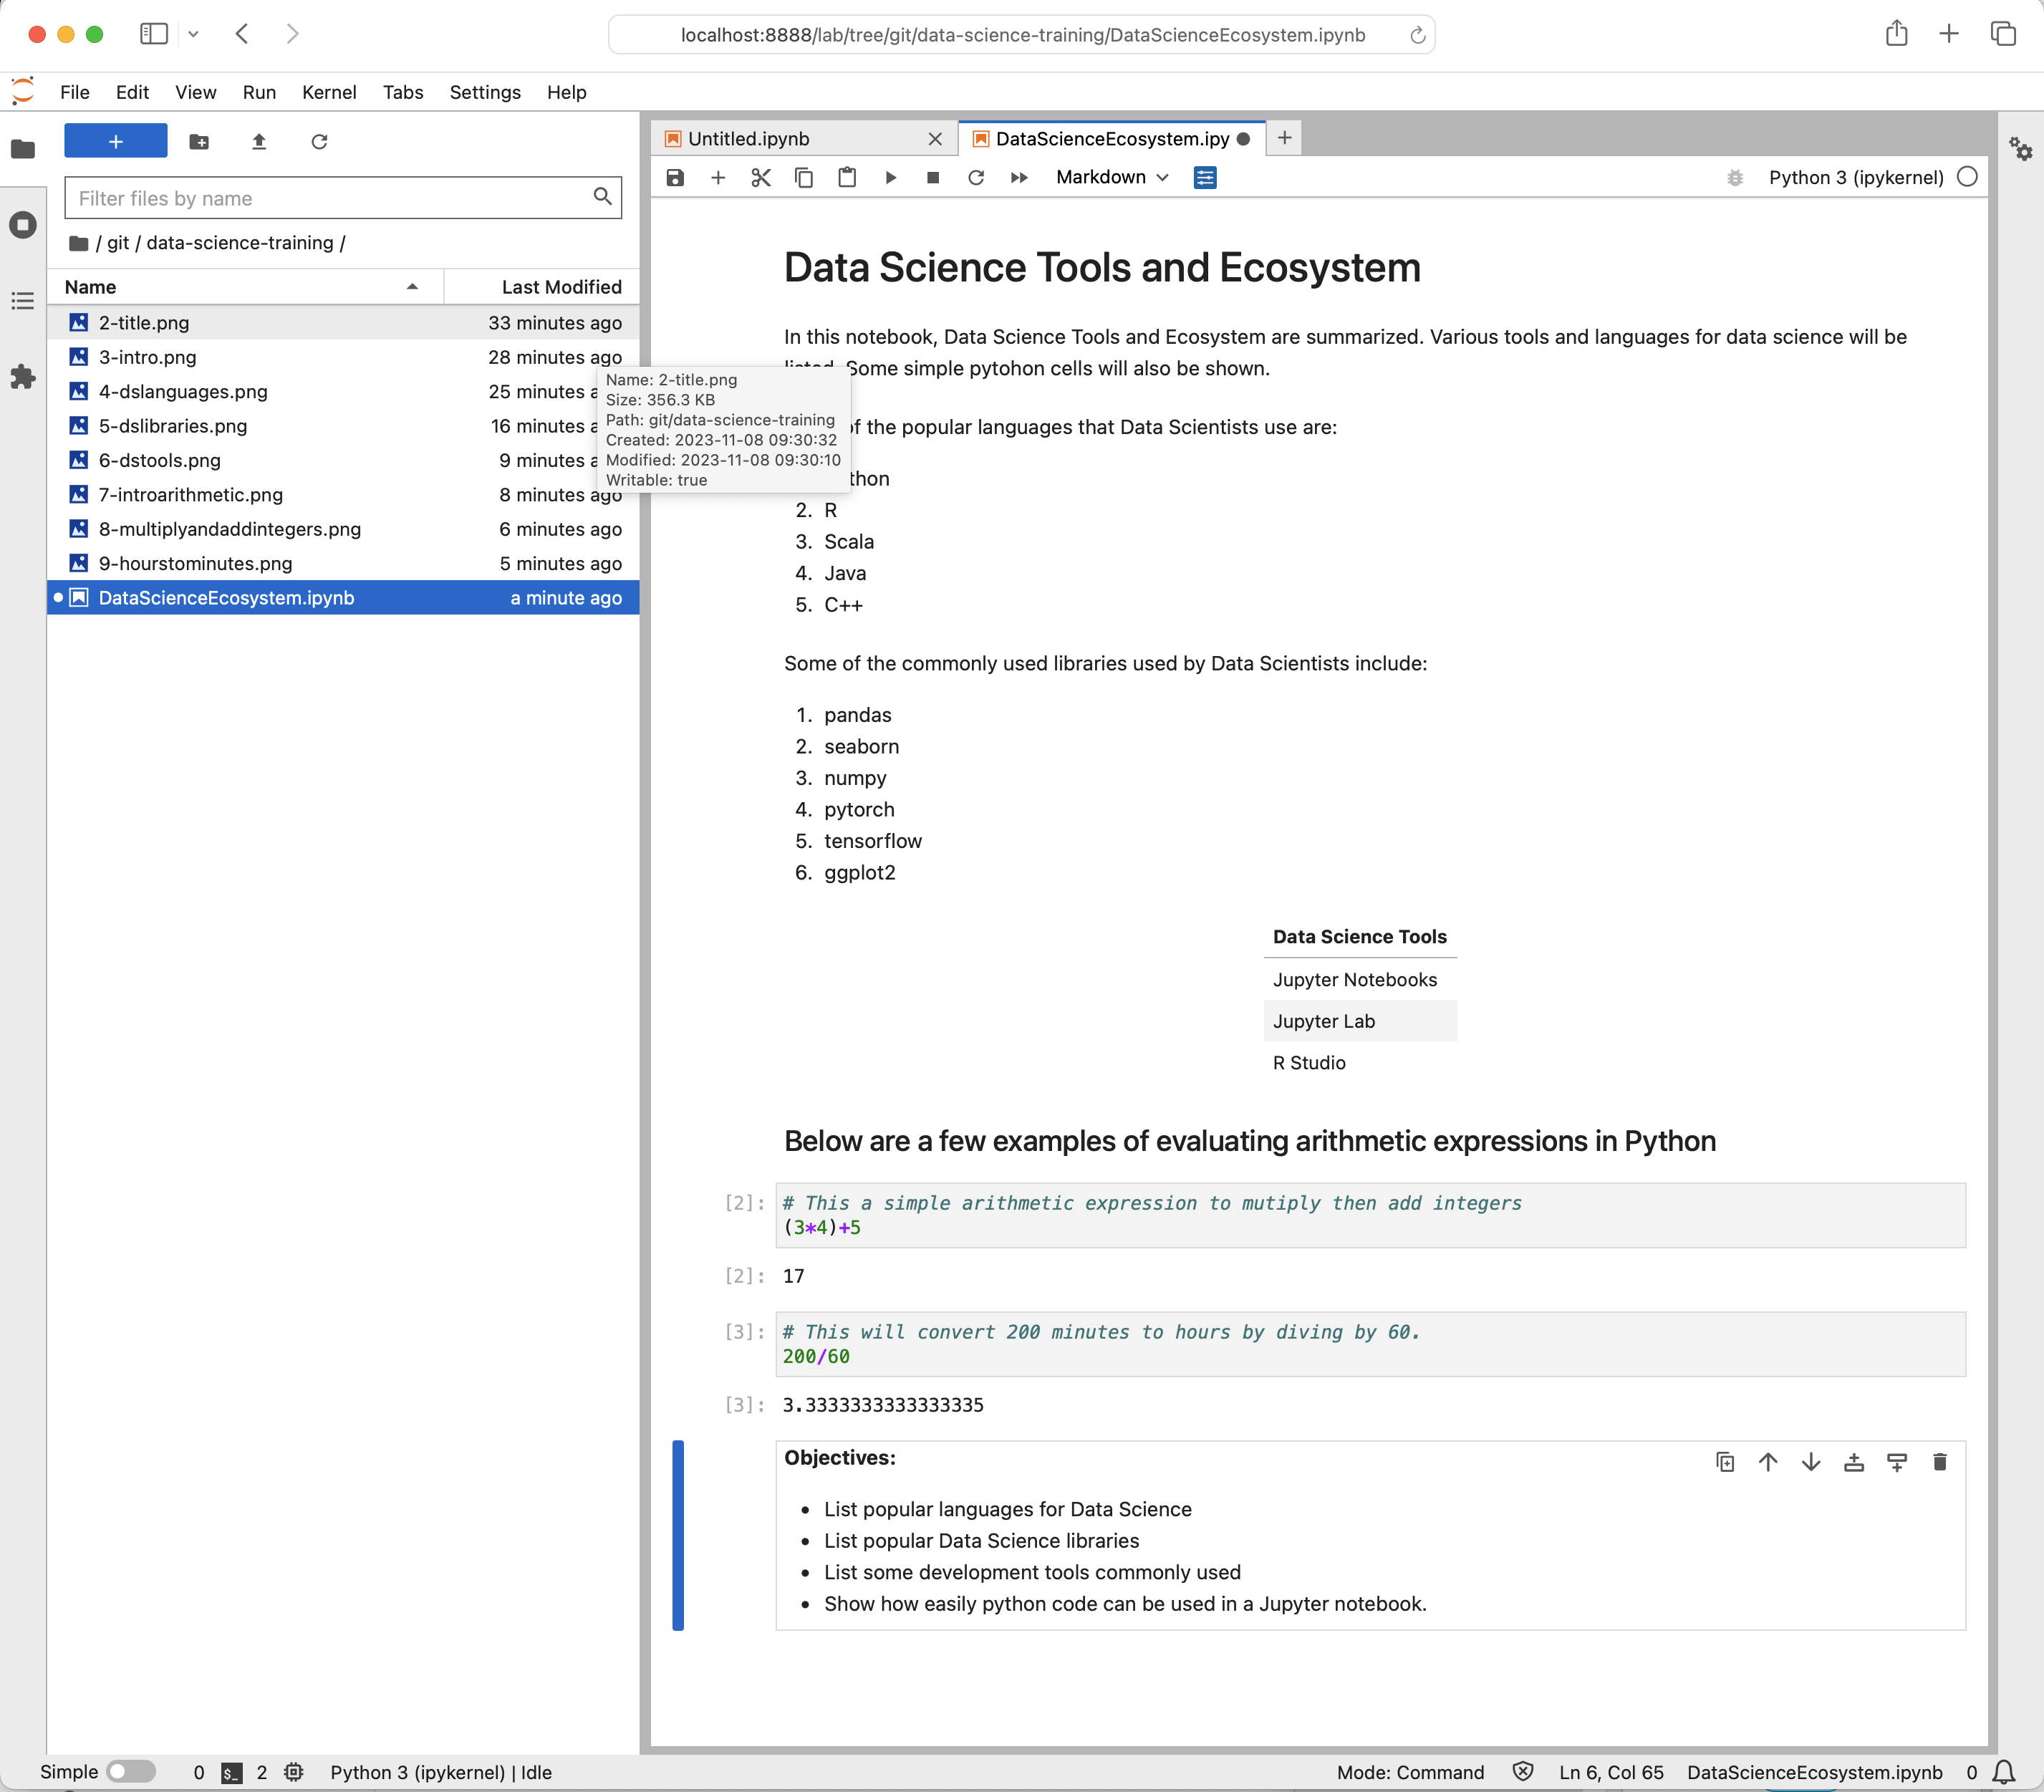 localhost:8888/lab/tree/git/data-science-training/DataScienceEcosystem.ipynb
File Edit View Run Kernel Tabs Settings Help
+
Filter files by name
/ git / data-science-training /
Name Last Modified
2-title.png 33 minutes ago
3-intro.png 28 minutes ago
4-dslanguages.png 25 minutes a
5-dslibraries.png 16 minutes a
6-dstools.png 9 minutes a
7-introarithmetic.png 8 minutes ago
8-multiplyandaddintegers.png 6 minutes ago
9-hourstominutes.png 5 minutes ago
DataScienceEcosystem.ipynb a minute ago
Name: 2-title.png
Size: 356.3 KB
Path: git/data-science-training
Created: 2023-11-08 09:30:32
Modified: 2023-11-08 09:30:10
Writable: true
Untitled.ipynb DataScienceEcosystem.ipy
Markdown Python 3 (ipykernel)
Data Science Tools and Ecosystem
In this notebook, Data Science Tools and Ecosystem are summarized. Various tools and languages for data science will be
listed. Some simple pytohon cells will also be shown.
of the popular languages that Data Scientists use are:
thon
2. R
3. Scala
4. Java
5. C++
Some of the commonly used libraries used by Data Scientists include:
1. pandas
2. seaborn
3. numpy
4. pytorch
5. tensorflow
6. ggplot2
Data Science Tools
Jupyter Notebooks
Jupyter Lab
R Studio
Below are a few examples of evaluating arithmetic expressions in Python
[2]: # This a simple arithmetic expression to mutiply then add integers
(3*4)+5
[2]: 17
[3]: # This will convert 200 minutes to hours by diving by 60.
200/60
[3]: 3.3333333333333335
Objectives:
• List popular languages for Data Science
• List popular Data Science libraries
• List some development tools commonly used
• Show how easily python code can be used in a Jupyter notebook.
Simple 0 $_ 2 Python 3 (ipykernel) | Idle Mode: Command Ln 6, Col 65 DataScienceEcosystem.ipynb 0